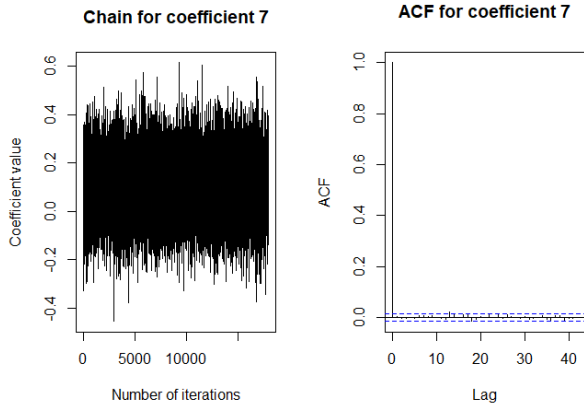 Chain for coefficient 7
Coefficient value
0.6
0.4
0.2
0.0
-0.2
-0.4
0 5000 10000
Number of iterations
ACF for coefficient 7
ACF
1.0
0.8
0.6
0.4
0.2
0.0
0 10 20 30 40
Lag